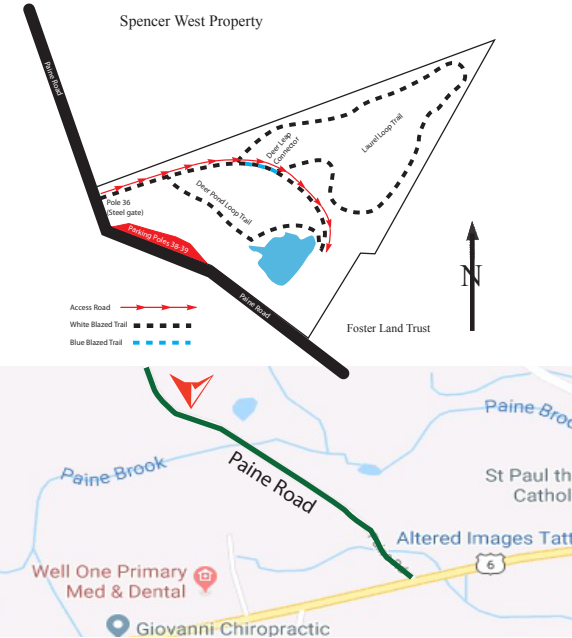 Spencer West Property
Paine Road
Deer Leap
Connector
Laurel Loop Trail
Deer Pond Loop Trail
Pole 36
(Steel gate)
Parking Poles 38-39
Paine Road
Access Road
White Blazed Trail
Blue Blazed Trail
Foster Land Trust
N
Paine Broo
Paine Brook
Paine Road
St Paul th
Cathol
Altered Images Tatt
6
Well One Primary
Med & Dental
Giovanni Chiropractic